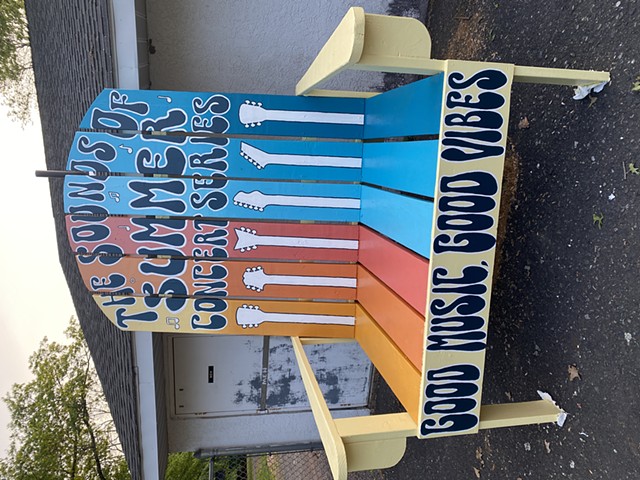 THE SOUNDS OF
SUMMER
CONCERT SERIES
GOOD MUSIC, GOOD VIBES